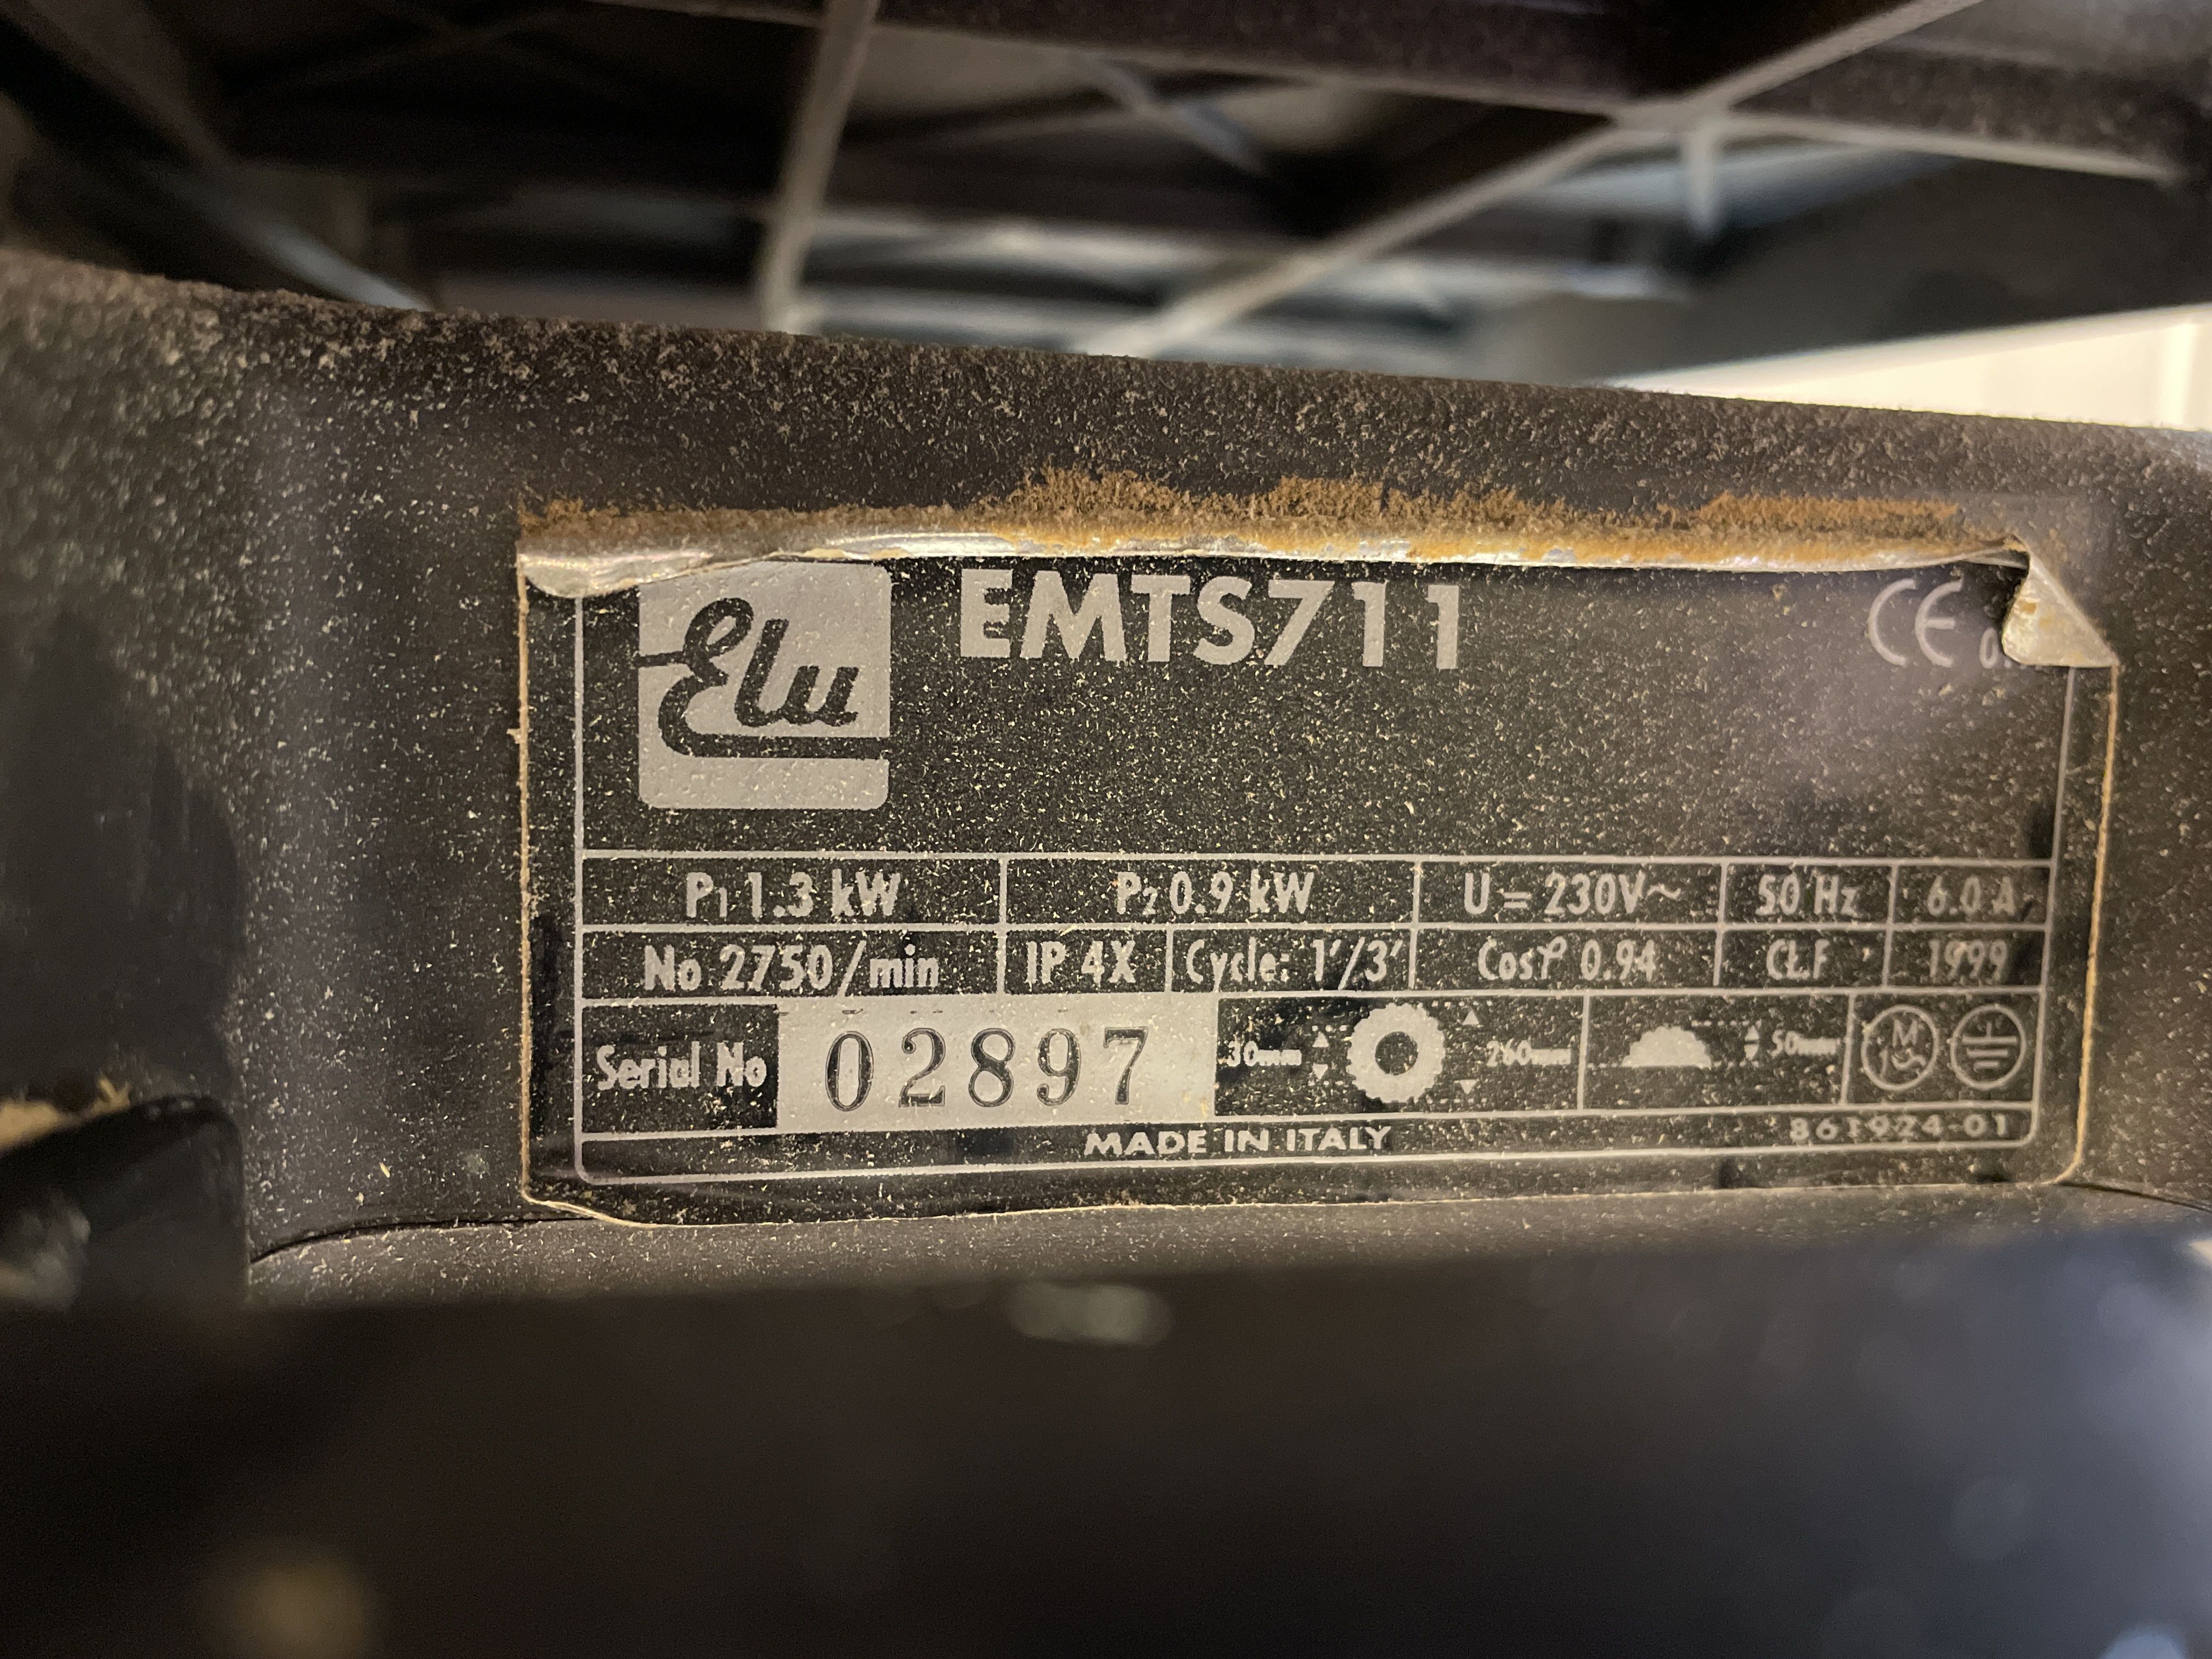 Elu
EMTS711
CE
P1 1.3 kW P2 0.9 kW U = 230V~ 50 Hz 6.0 A
No 2750/min IP 4X Cycle: 1'/3' Cosφ 0.94 CL.F 1999
Serial No 02897 30mm 260mm 50mm M 1~
MADE IN ITALY 861924-01